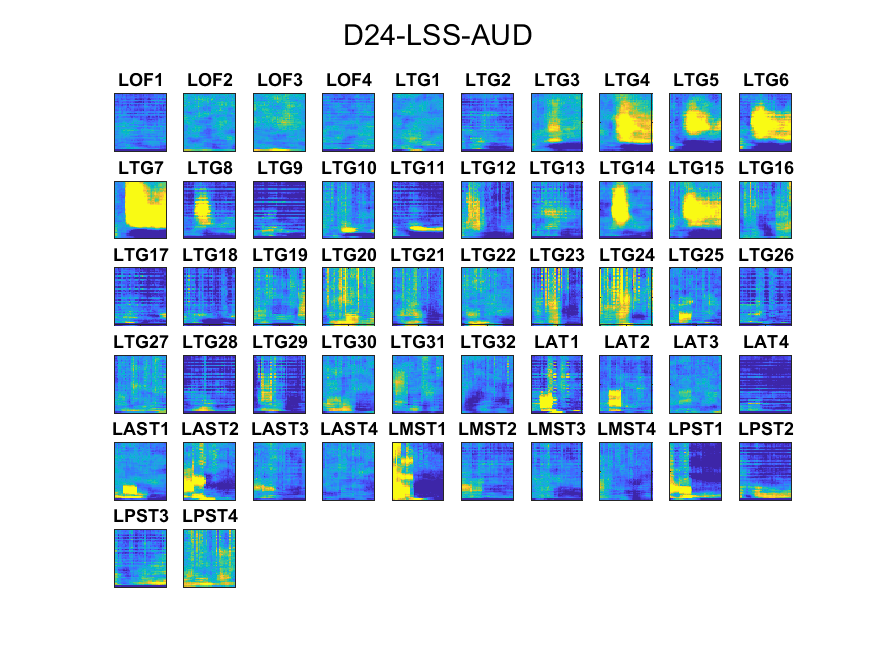 D24-LSS-AUD
LOF1 LOF2 LOF3 LOF4 LTG1 LTG2 LTG3 LTG4 LTG5 LTG6
LTG7 LTG8 LTG9 LTG10 LTG11 LTG12 LTG13 LTG14 LTG15 LTG16
LTG17 LTG18 LTG19 LTG20 LTG21 LTG22 LTG23 LTG24 LTG25 LTG26
LTG27 LTG28 LTG29 LTG30 LTG31 LTG32 LAT1 LAT2 LAT3 LAT4
LAST1 LAST2 LAST3 LAST4 LMST1 LMST2 LMST3 LMST4 LPST1 LPST2
LPST3 LPST4